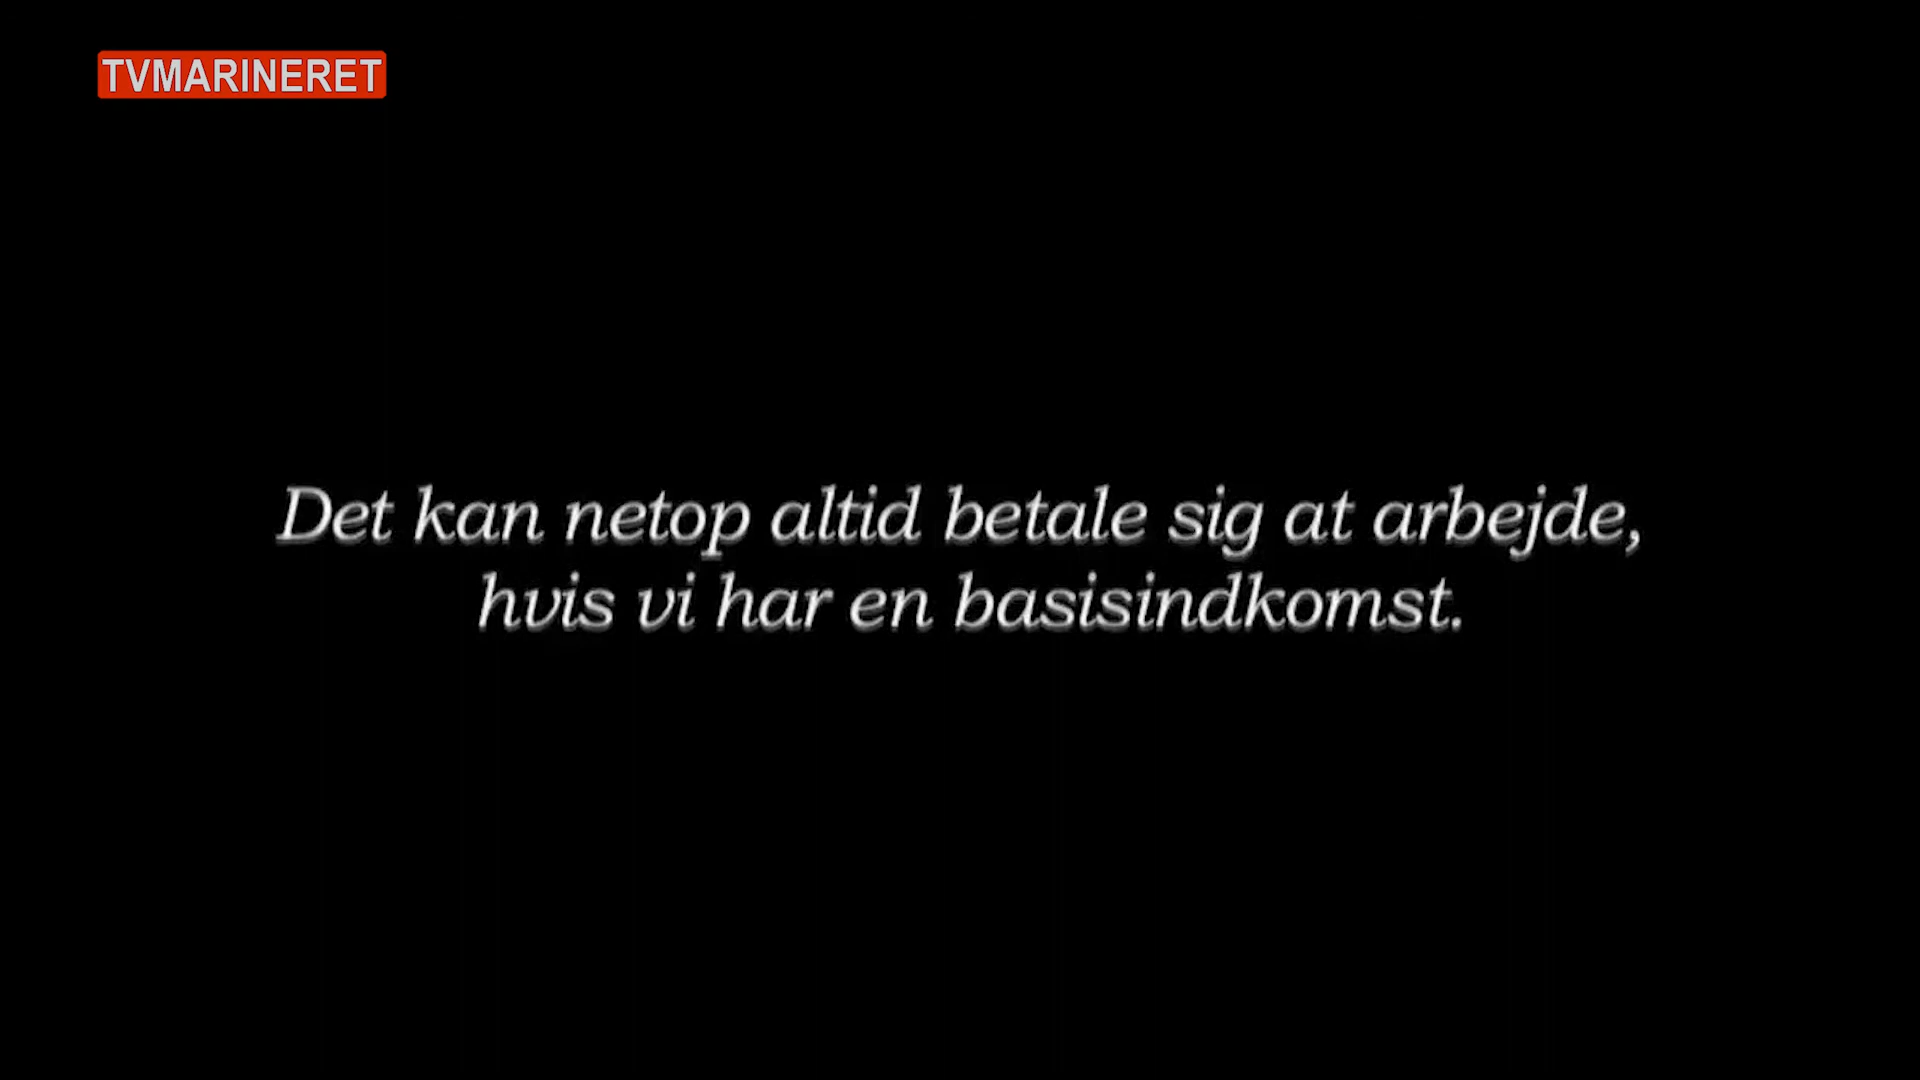 TVMARINERET
Det kan netop altid betale sig at arbejde,
hvis vi har en basisindkomst.